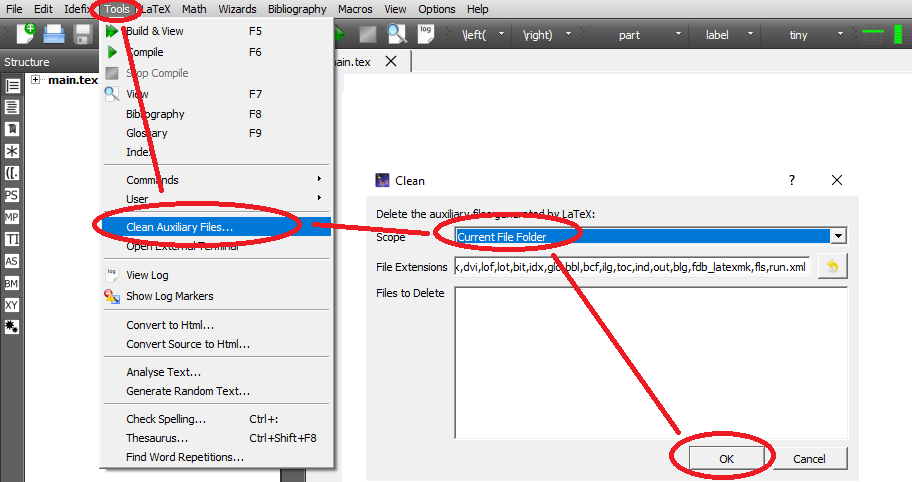 File Edit Idefix Tools LaTeX Math Wizards Bibliography Macros View Options Help
\left( \right) part label tiny
log
Structure
main.tex
main.tex
PS
MP
TI
AS
BM
XY
Build & View F5
Compile F6
Stop Compile
View F7
Bibliography F8
Glossary F9
Index
Commands
User
Clean Auxiliary Files...
Open External Terminal
log View Log
Show Log Markers
Convert to Html...
Convert Source to Html...
Analyse Text...
Generate Random Text...
Check Spelling... Ctrl+:
Thesaurus... Ctrl+Shift+F8
Find Word Repetitions...
Clean ?
Delete the auxiliary files generated by LaTeX:
Scope Current File Folder
File Extensions x,dvi,lof,lot,bit,idx,glo,bbl,bcf,ilg,toc,ind,out,blg,fdb_latexmk,fls,run.xml
Files to Delete
OK Cancel